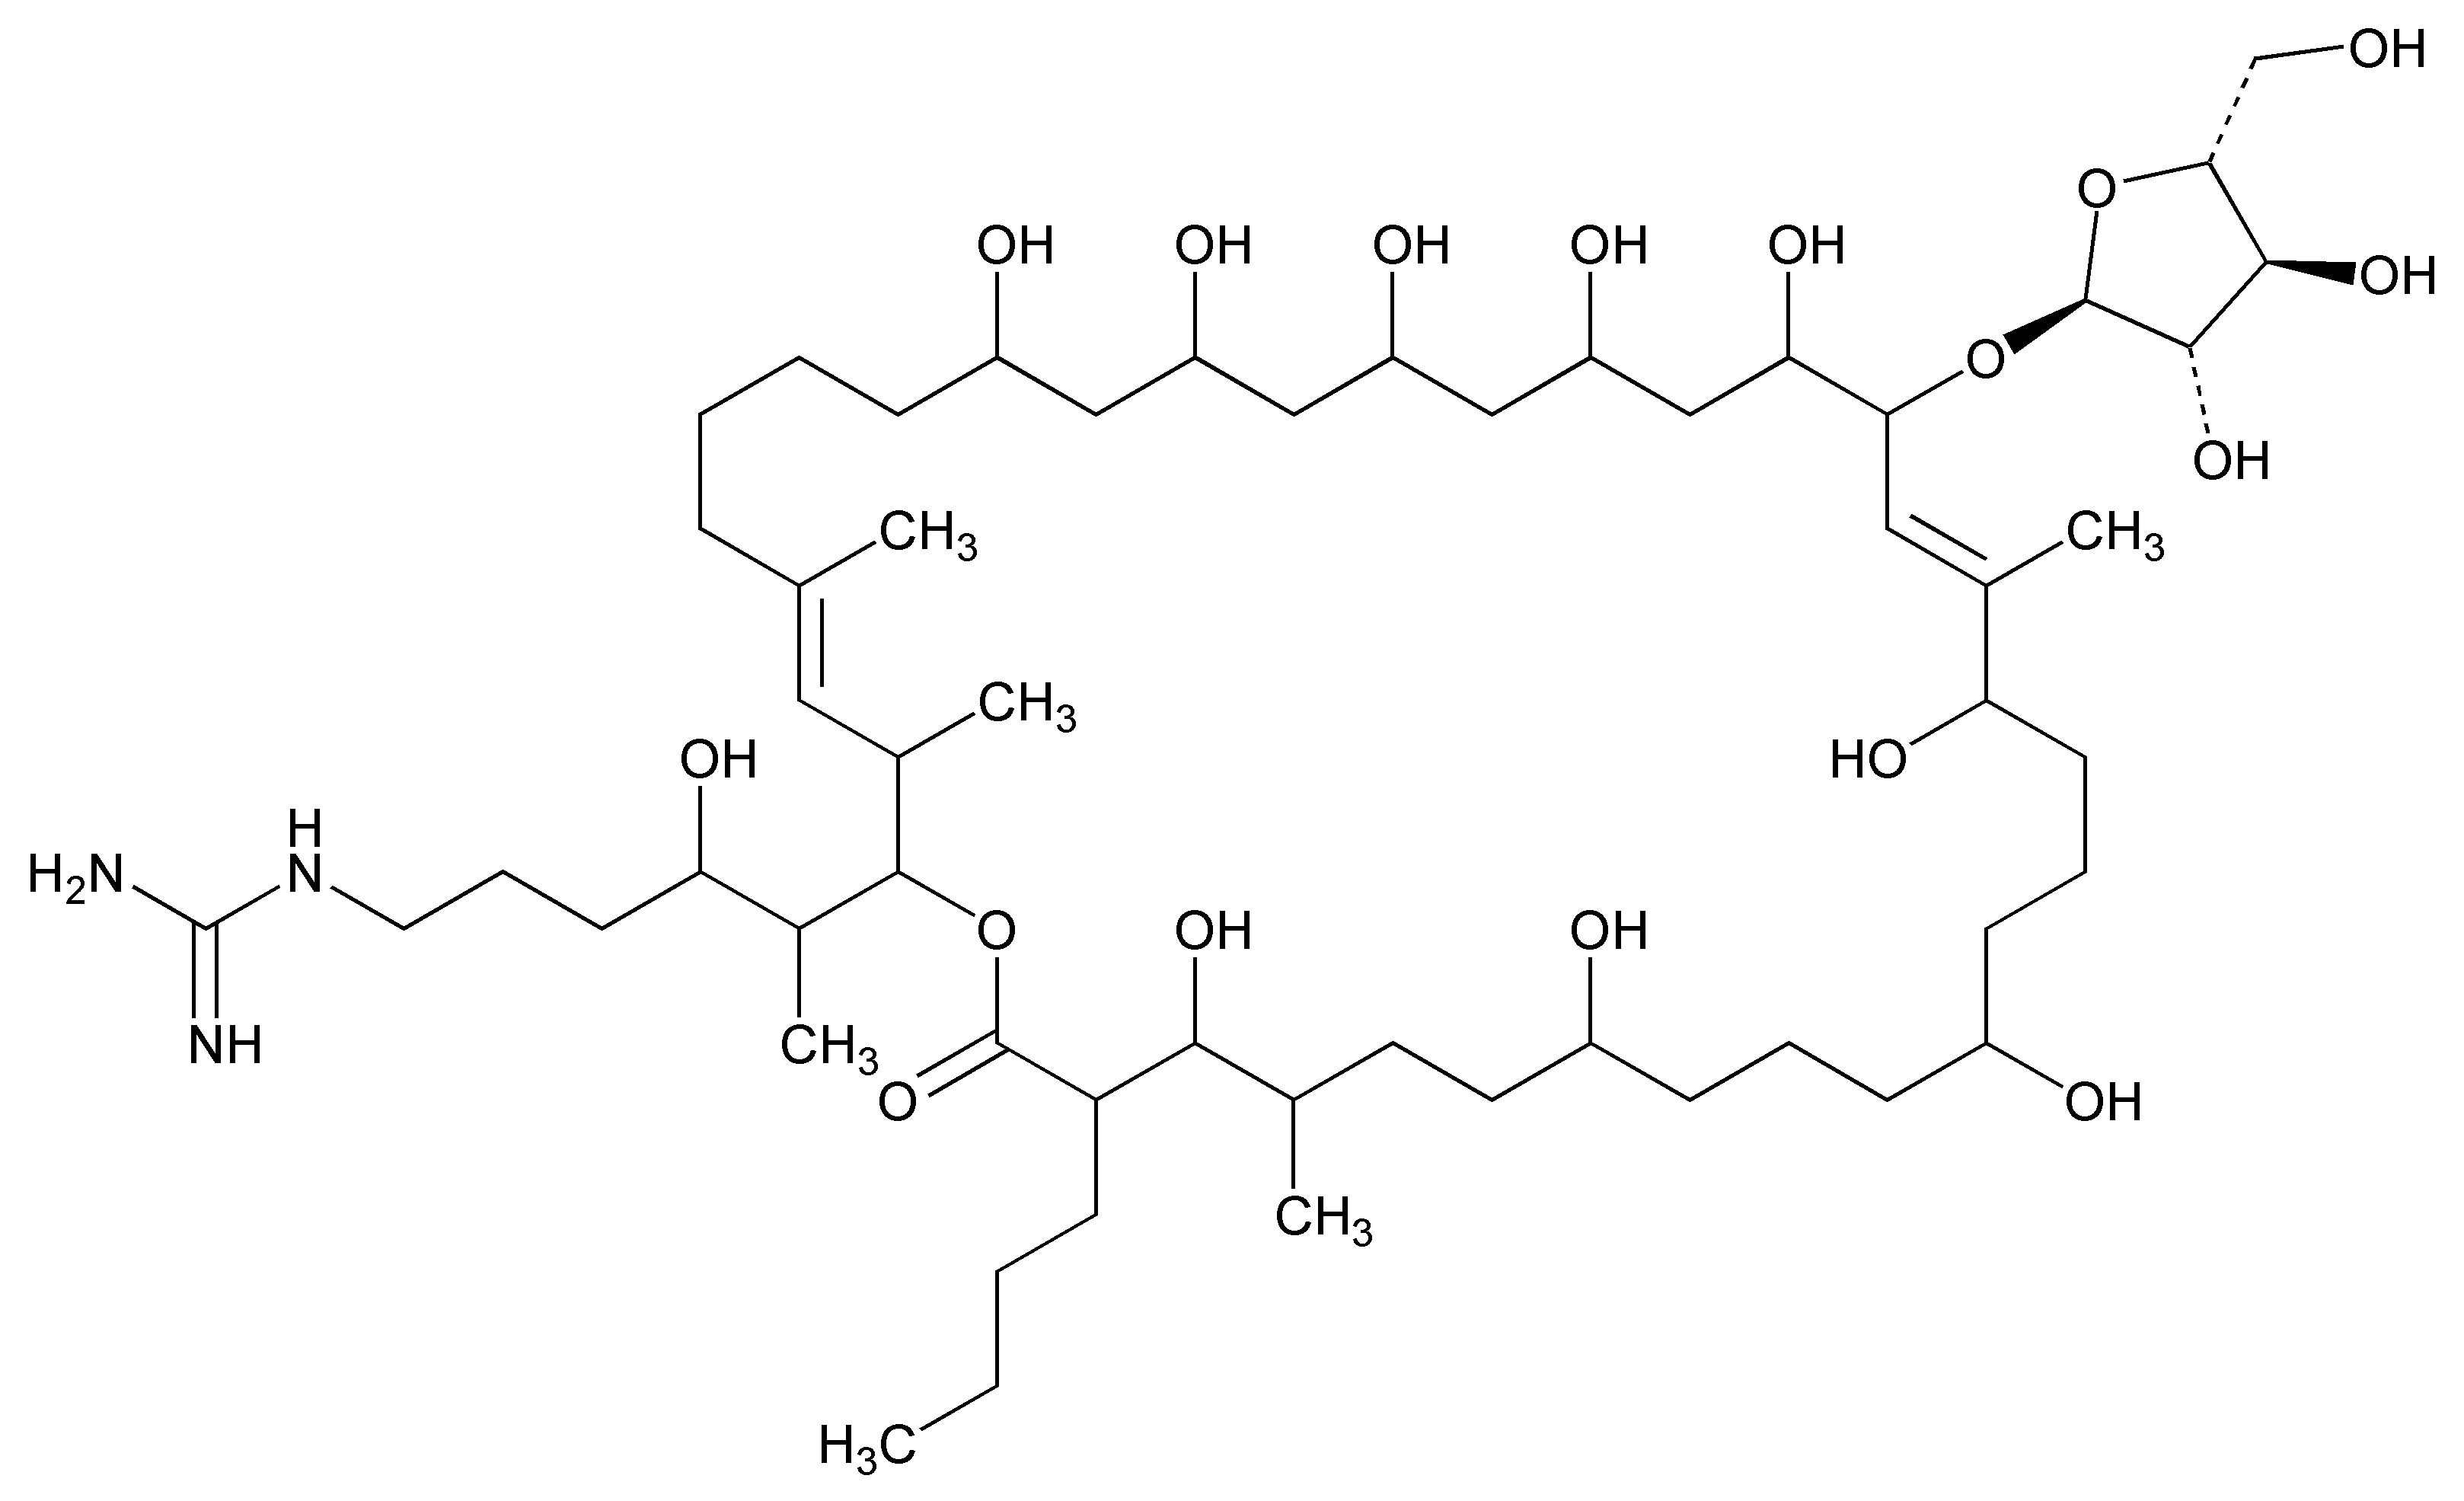 OH
O
OH OH OH OH OH
OH
O
OH
CH3 CH3
CH3
OH HO
H
H2N N
O OH OH
NH CH3
O OH
CH3
H3C